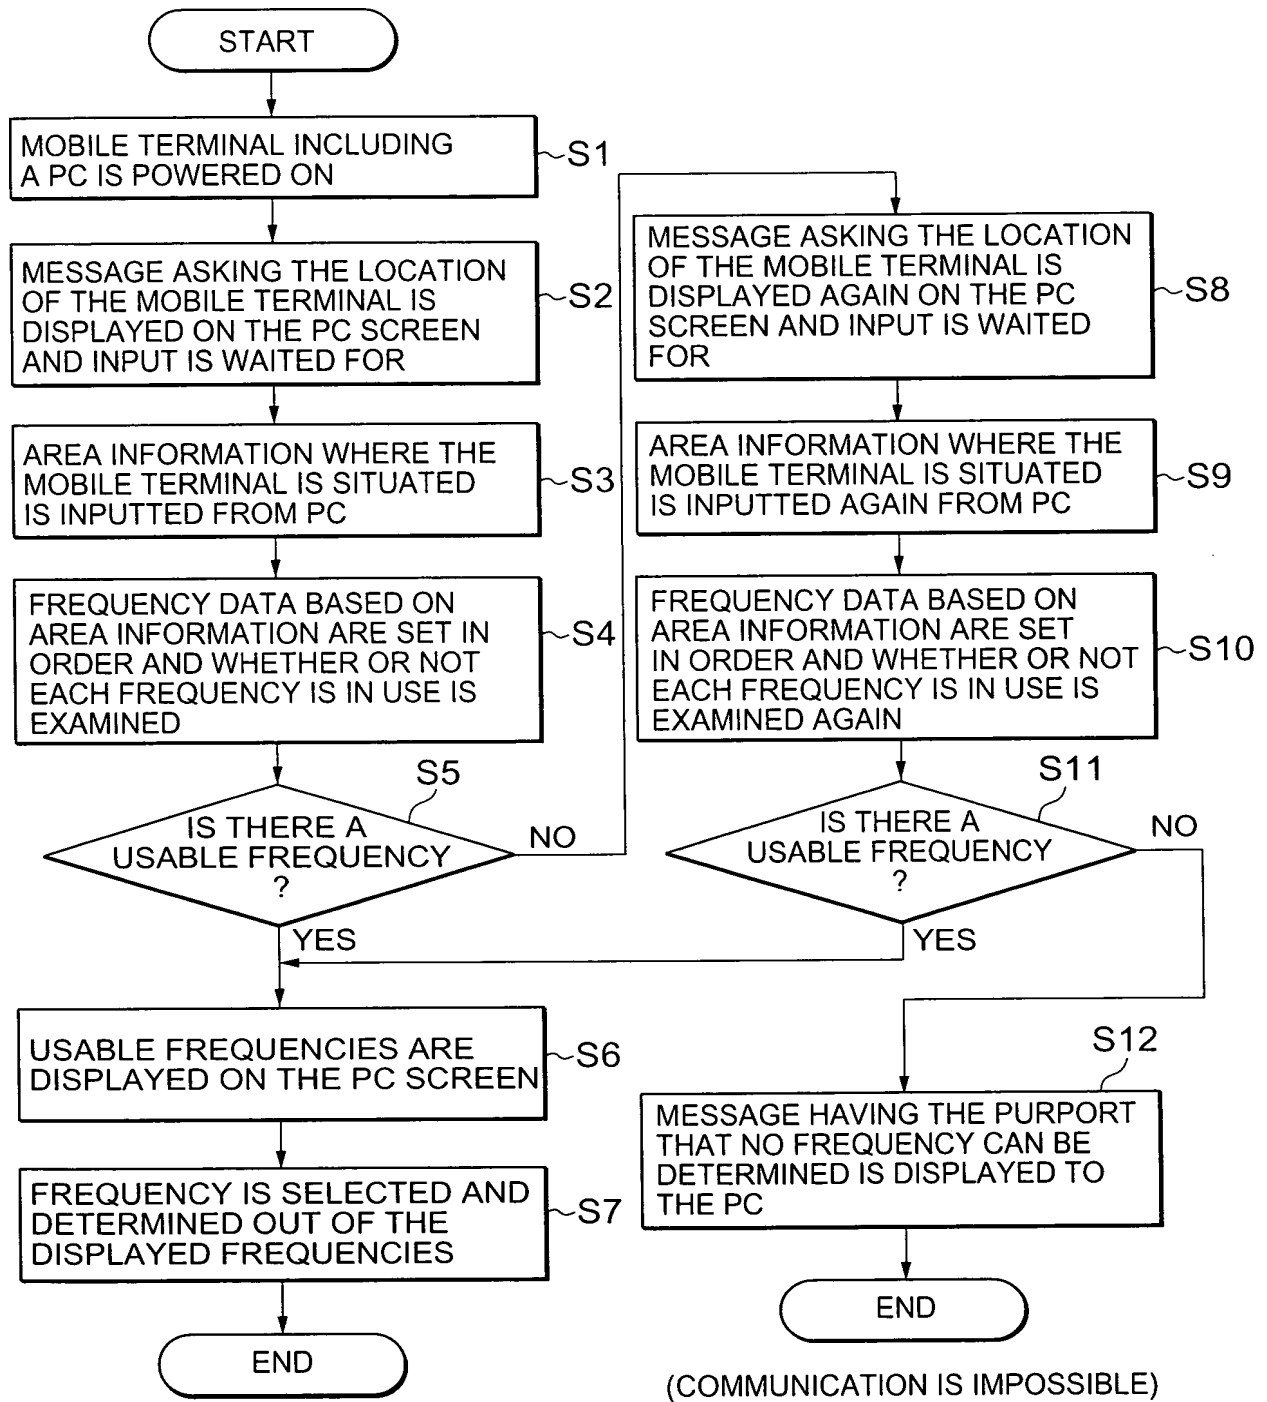 START
MOBILE TERMINAL INCLUDING
A PC IS POWERED ON
S1
MESSAGE ASKING THE LOCATION
OF THE MOBILE TERMINAL IS
DISPLAYED ON THE PC SCREEN
AND INPUT IS WAITED FOR
S2
AREA INFORMATION WHERE THE
MOBILE TERMINAL IS SITUATED
IS INPUTTED FROM PC
S3
FREQUENCY DATA BASED ON
AREA INFORMATION ARE SET IN
ORDER AND WHETHER OR NOT
EACH FREQUENCY IS IN USE IS
EXAMINED
S4
S5
IS THERE A
USABLE FREQUENCY
?
NO
YES
USABLE FREQUENCIES ARE
DISPLAYED ON THE PC SCREEN
S6
FREQUENCY IS SELECTED AND
DETERMINED OUT OF THE
DISPLAYED FREQUENCIES
S7
END
MESSAGE ASKING THE LOCATION
OF THE MOBILE TERMINAL IS
DISPLAYED AGAIN ON THE PC
SCREEN AND INPUT IS WAITED
FOR
S8
AREA INFORMATION WHERE THE
MOBILE TERMINAL IS SITUATED
IS INPUTTED AGAIN FROM PC
S9
FREQUENCY DATA BASED ON
AREA INFORMATION ARE SET
IN ORDER AND WHETHER OR NOT
EACH FREQUENCY IS IN USE IS
EXAMINED AGAIN
S10
S11
IS THERE A
USABLE FREQUENCY
?
NO
YES
S12
MESSAGE HAVING THE PURPORT
THAT NO FREQUENCY CAN BE
DETERMINED IS DISPLAYED TO
THE PC
END
(COMMUNICATION IS IMPOSSIBLE)